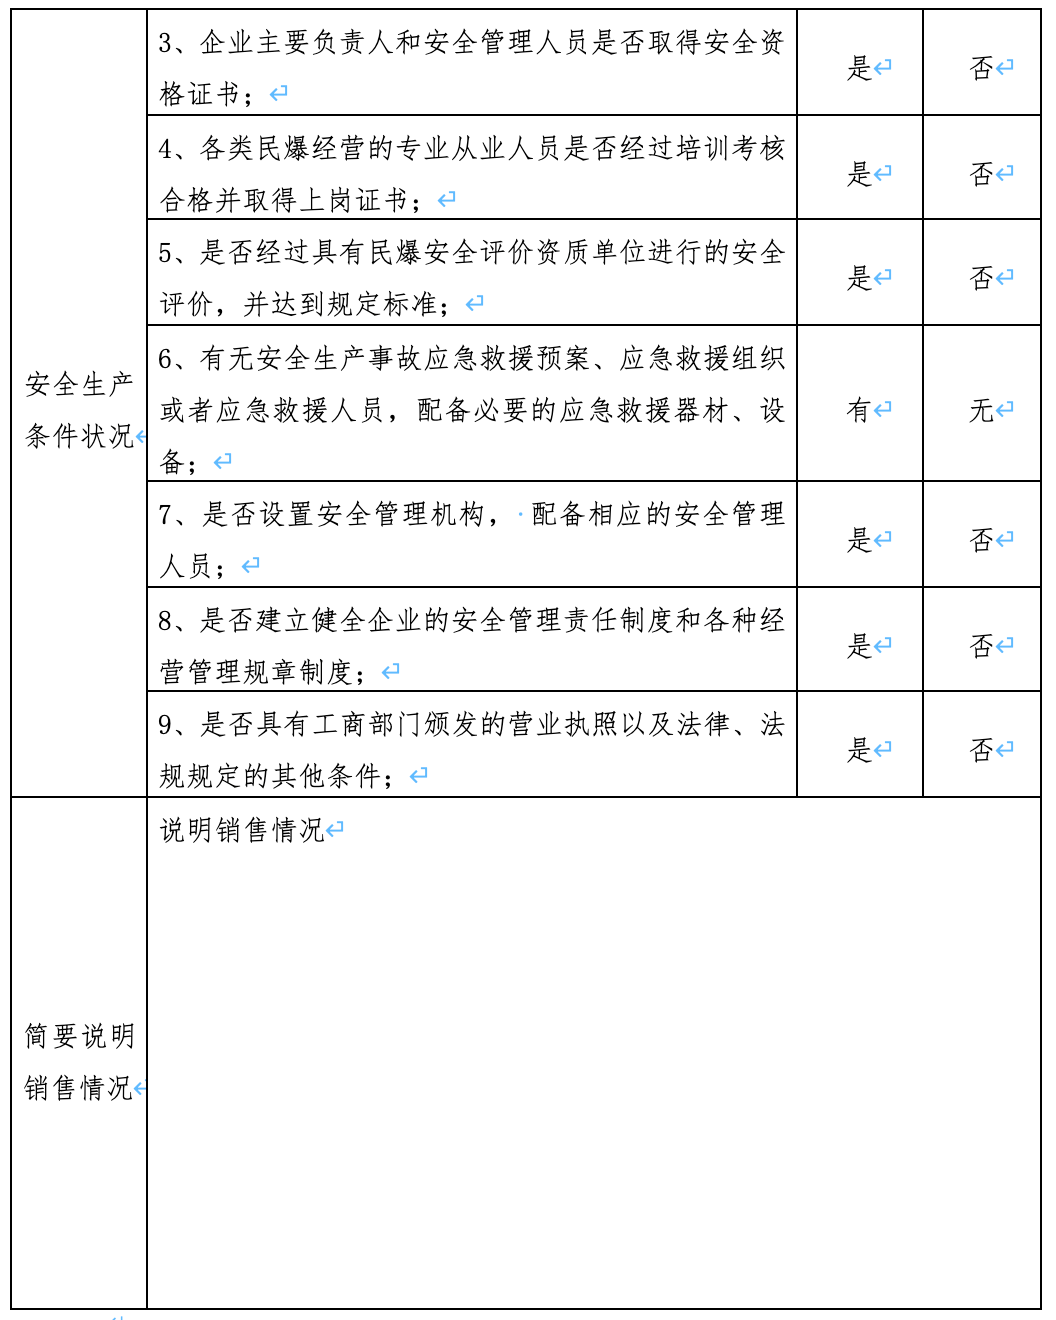 3、企业主要负责人和安全管理人员是否取得安全资
格证书；
是
否
4、各类民爆经营的专业从业人员是否经过培训考核
合格并取得上岗证书；
是
否
5、是否经过具有民爆安全评价资质单位进行的安全
评价，并达到规定标准；
是
否
安全生产
条件状况
6、有无安全生产事故应急救援预案、应急救援组织
或者应急救援人员，配备必要的应急救援器材、设
备；
有
无
7、是否设置安全管理机构， 配备相应的安全管理
人员；
是
否
8、是否建立健全企业的安全管理责任制度和各种经
营管理规章制度；
是
否
9、是否具有工商部门颁发的营业执照以及法律、法
规规定的其他条件；
是
否
简要说明
销售情况
说明销售情况